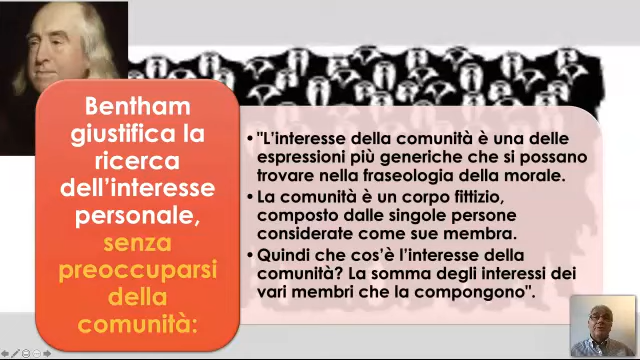 Bentham
giustifica la
ricerca
dell'interesse
personale,
senza
preoccuparsi
della
comunità:
• "L'interesse della comunità è una delle
espressioni più generiche che si possano
trovare nella fraseologia della morale.
• La comunità è un corpo fittizio,
composto dalle singole persone
considerate come sue membra.
• Quindi che cos'è l'interesse della
comunità? La somma degli interessi dei
vari membri che la compongono".